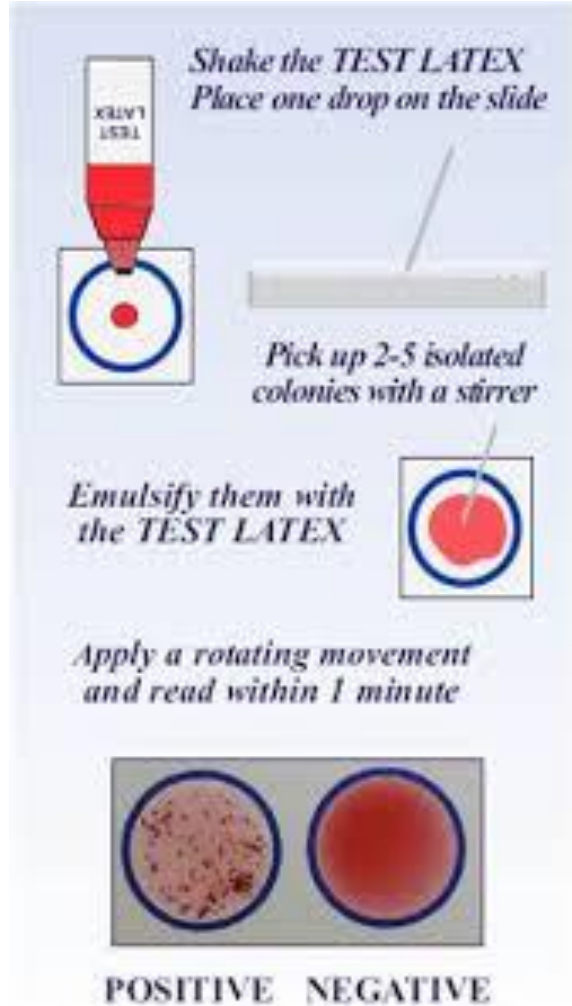 Shake the TEST LATEX
Place one drop on the slide
TEST
LATEX
Pick up 2-5 isolated
colonies with a stirrer
Emulsify them with
the TEST LATEX
Apply a rotating movement
and read within 1 minute
POSITIVE NEGATIVE